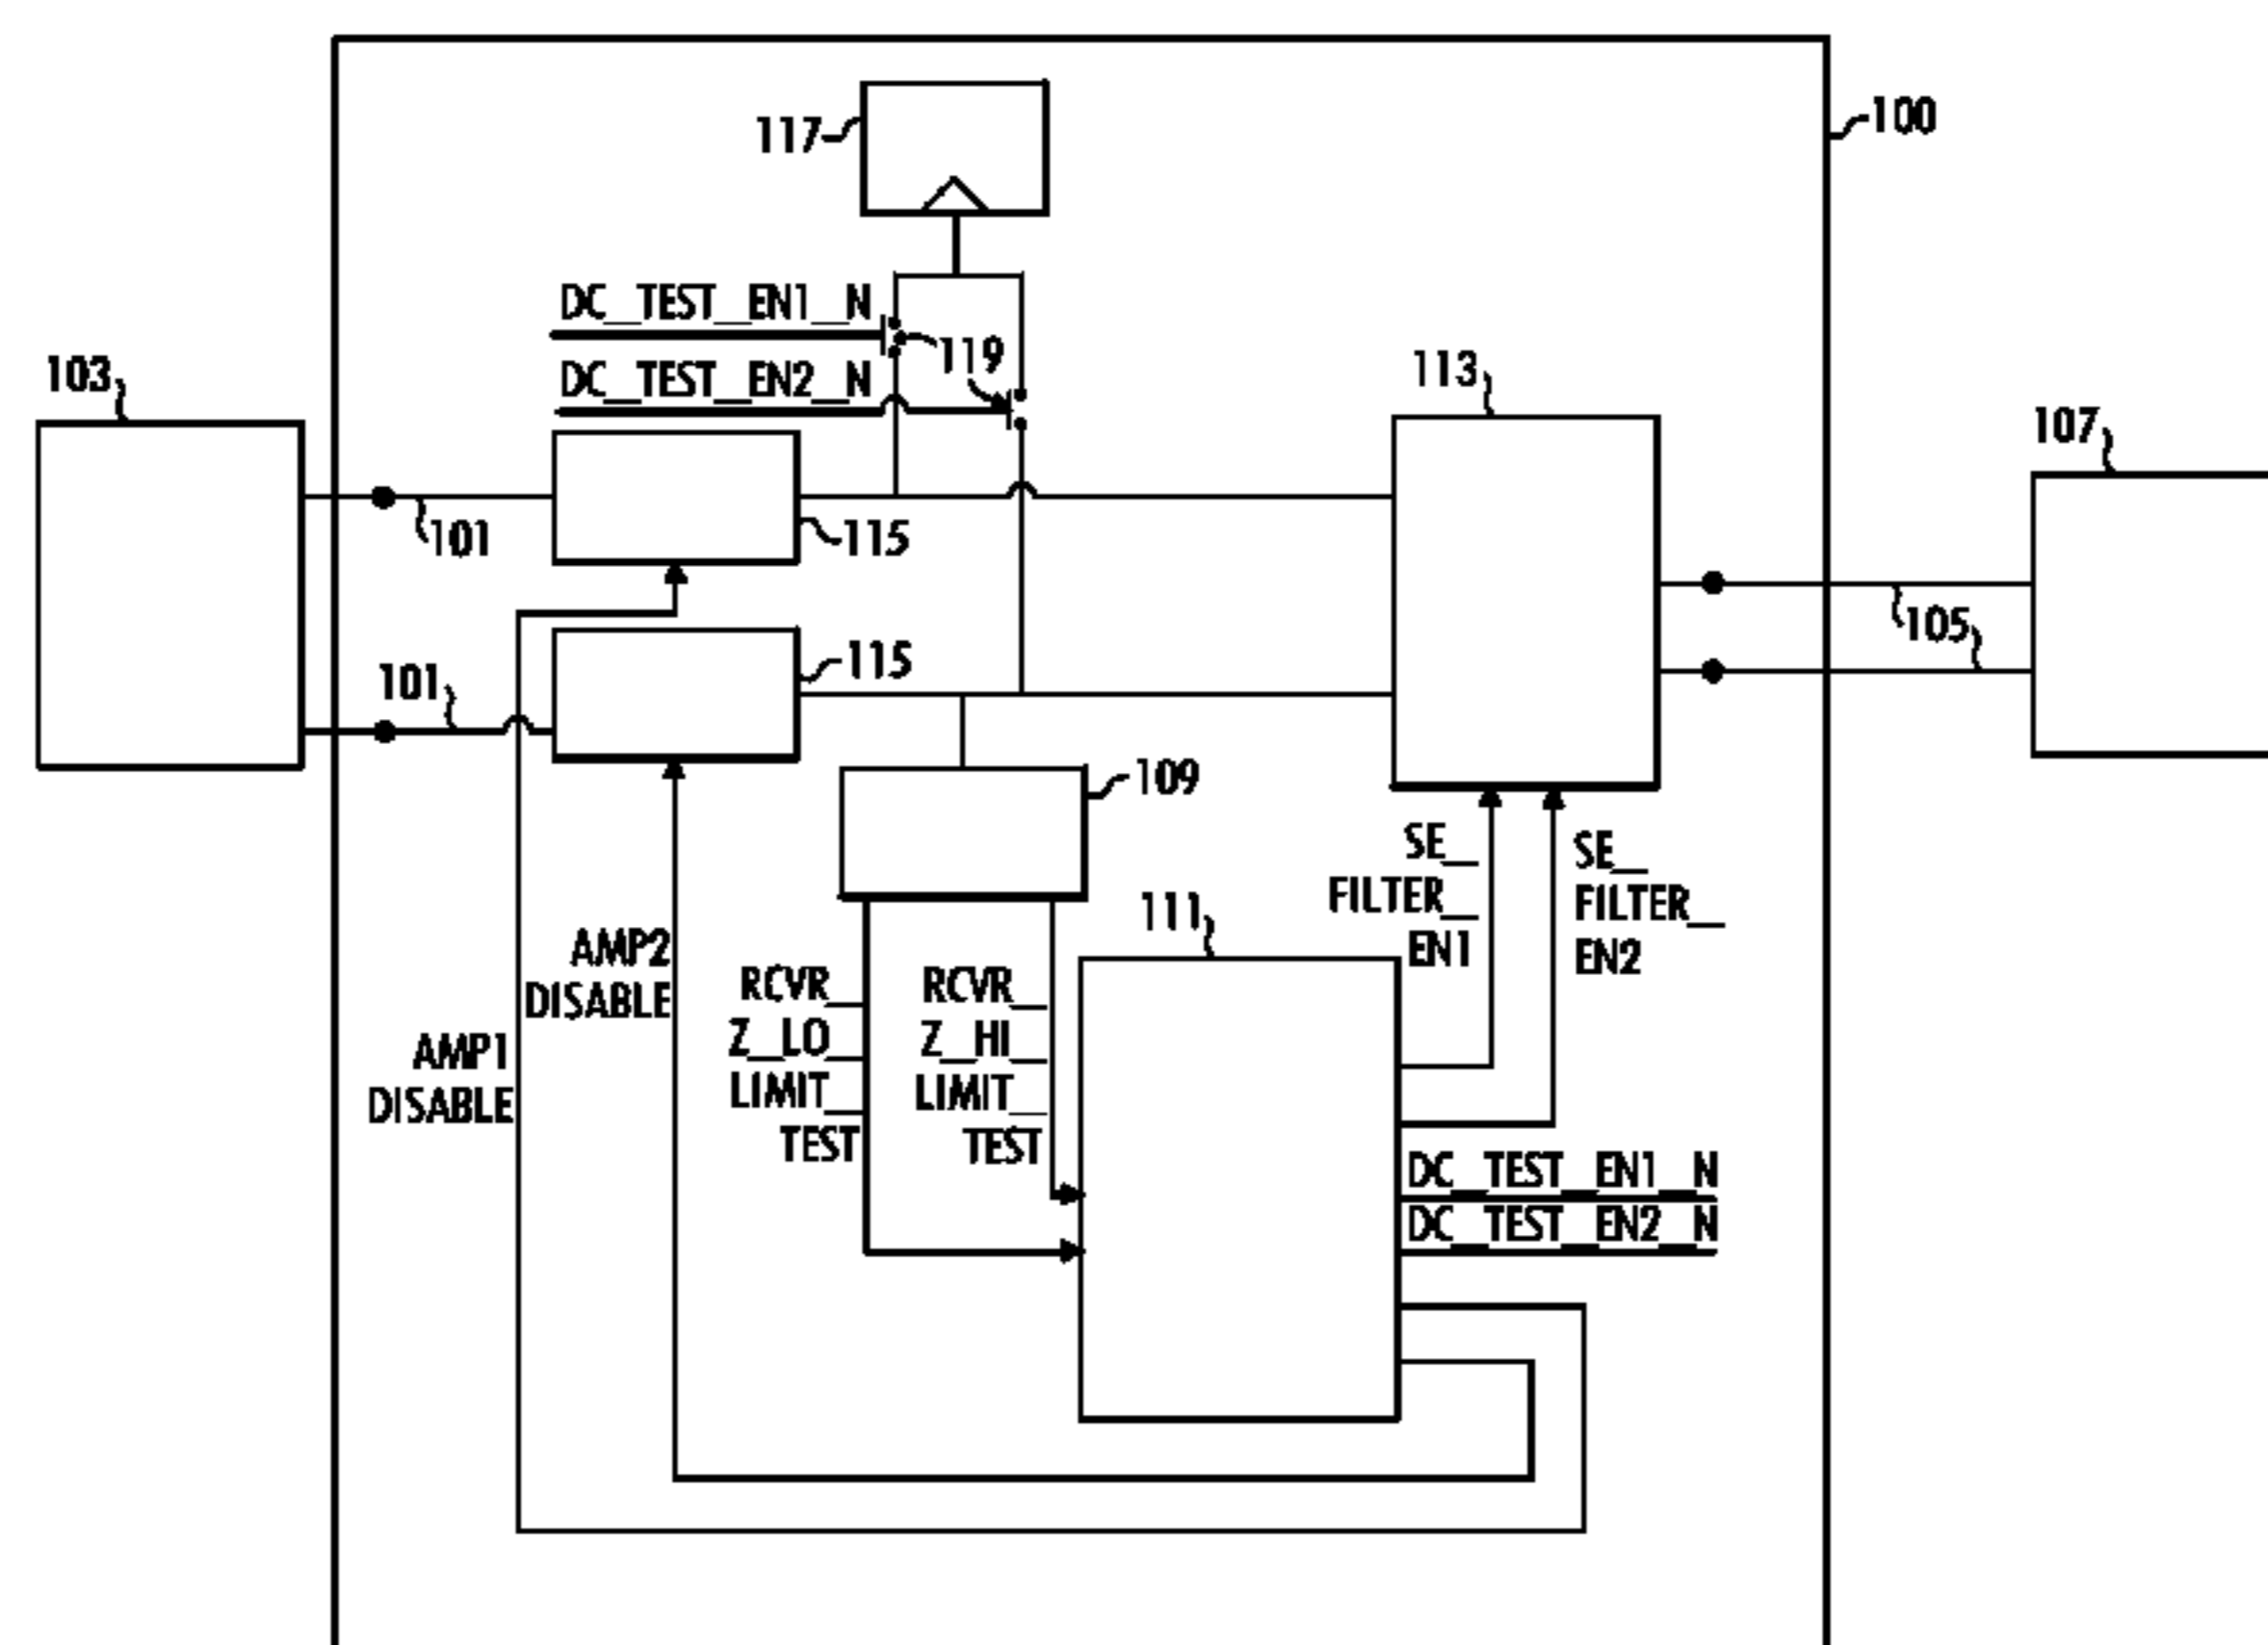 117
100
DC_TEST_EN1_N
119
DC_TEST_EN2_N
103
113
107
101
115
105
101
115
109
SE_
FILTER_
EN1
SE_
FILTER_
EN2
111
AMP2
DISABLE
RCVR_
Z_LO_
LIMIT_
TEST
RCVR_
Z_HI_
LIMIT_
TEST
AMP1
DISABLE
DC_TEST_EN1_N
DC_TEST_EN2_N